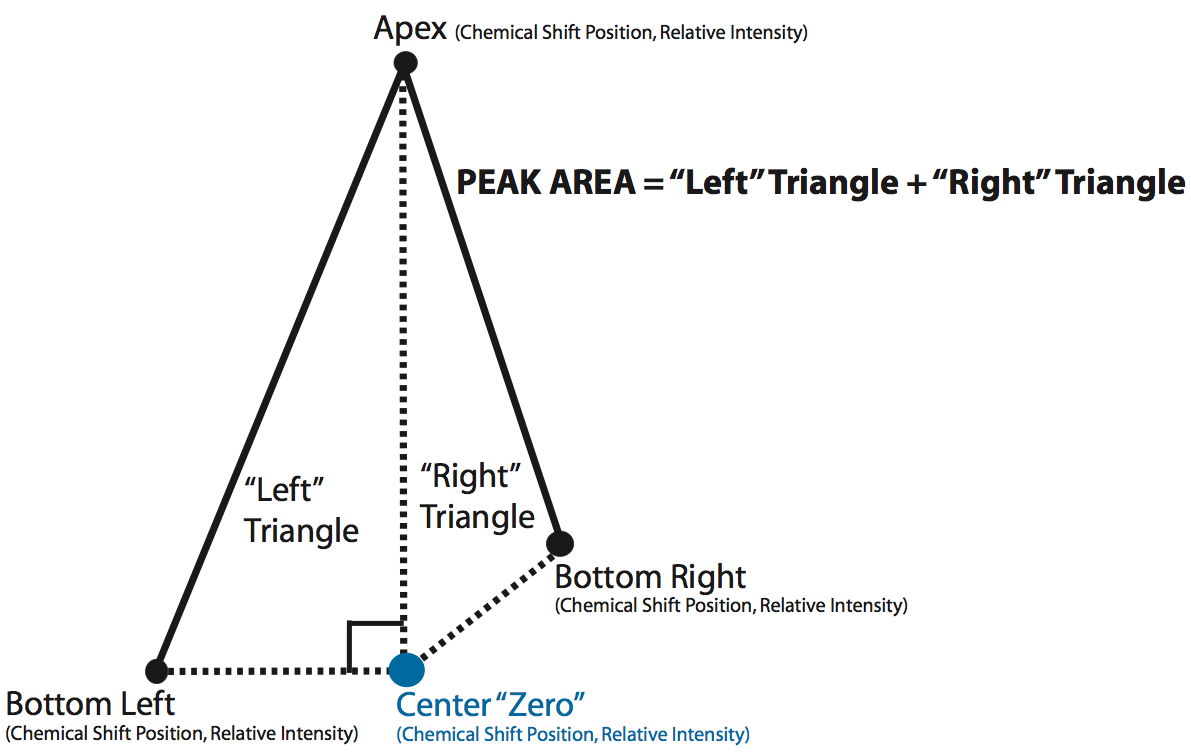 Apex (Chemical Shift Position, Relative Intensity)
PEAK AREA = “Left” Triangle + “Right” Triangle
“Left”
Triangle
“Right”
Triangle
Bottom Right
(Chemical Shift Position, Relative Intensity)
Bottom Left
(Chemical Shift Position, Relative Intensity)
Center “Zero”
(Chemical Shift Position, Relative Intensity)